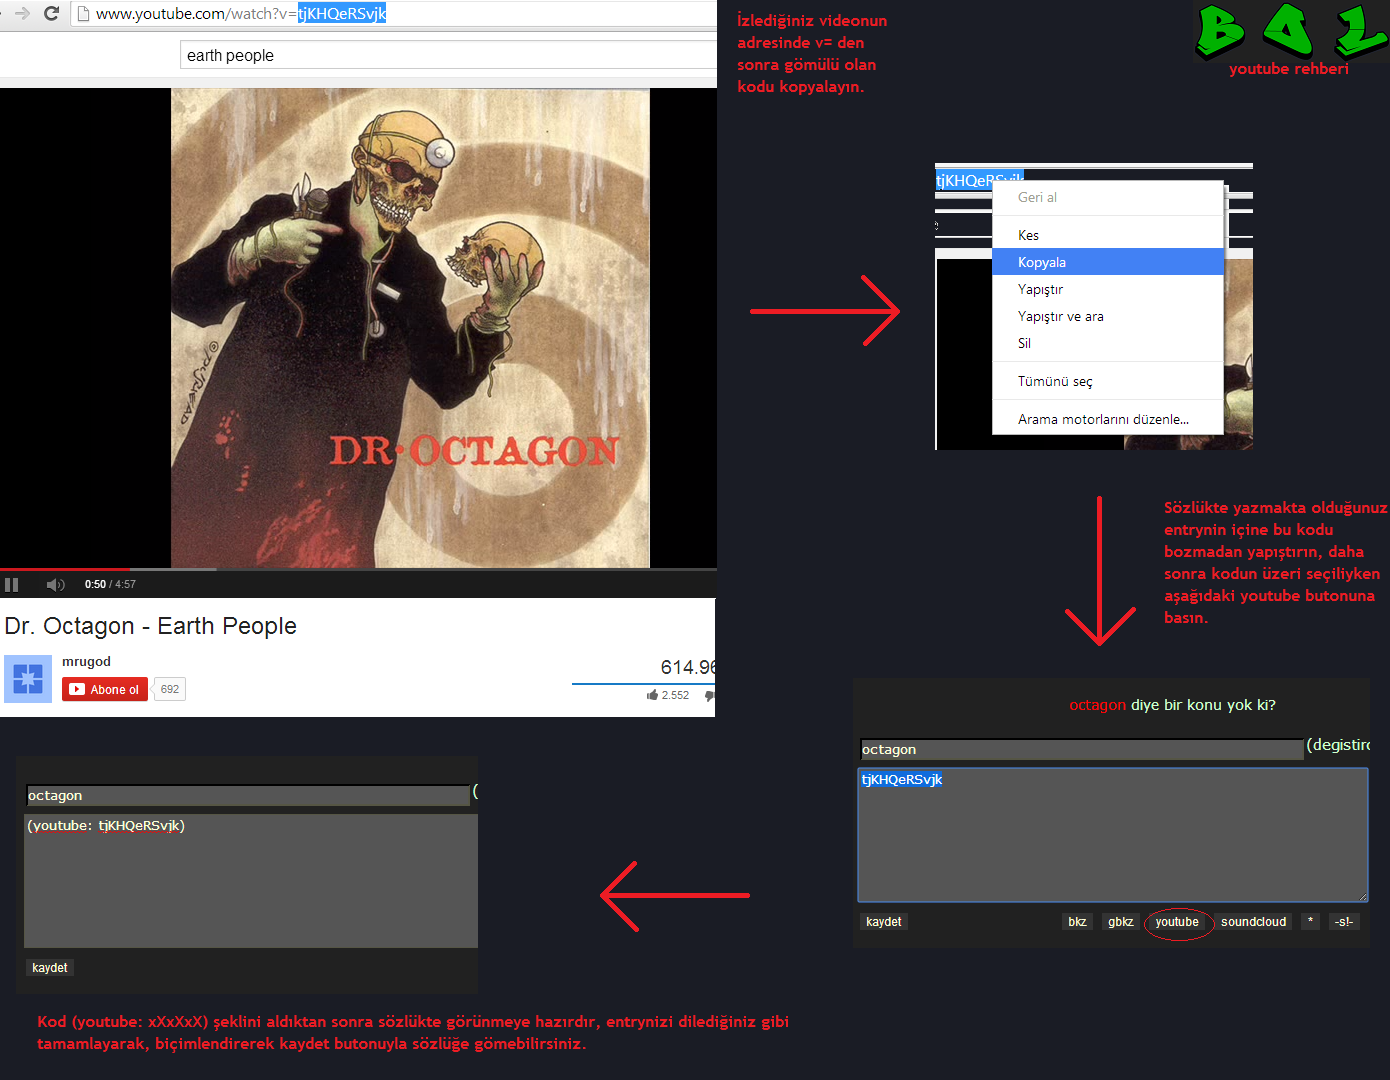 www.youtube.com/watch?v=tjKHQeRSvjk
earth people
DR·OCTAGON
©PUSHEAD
0:50 / 4:57
Dr. Octagon - Earth People
mrugod
Abone ol 692
614.96
2.552
İzlediğiniz videonun
adresinde v= den
sonra gömülü olan
kodu kopyalayın.
BAL
youtube rehberi
tjKHQeRSvjk
Geri al
Kes
Kopyala
Yapıştır
Yapıştır ve ara
Sil
Tümünü seç
Arama motorlarını düzenle...
Sözlükte yazmakta olduğunuz
entrynin içine bu kodu
bozmadan yapıştırın, daha
sonra kodun üzeri seçiliyken
aşağıdaki youtube butonuna
basın.
octagon diye bir konu yok ki?
octagon (degistirc
tjKHQeRSvjk
kaydet bkz gbkz youtube soundcloud * -s!-
octagon (
(youtube: tjKHQeRSvjk)
kaydet
Kod (youtube: xXxXxX) şeklini aldıktan sonra sözlükte görünmeye hazırdır, entrynizi dilediğiniz gibi
tamamlayarak, biçimlendirerek kaydet butonuyla sözlüğe gömebilirsiniz.